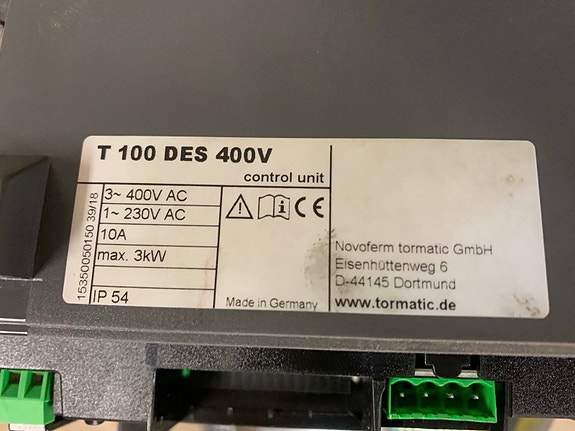 T 100 DES 400V
control unit
3~ 400V AC
1~ 230V AC
10A
max. 3kW
IP 54
15350050150 39/18
CE
Made in Germany
Novoferm tormatic GmbH
Eisenhüttenweg 6
D-44145 Dortmund
www.tormatic.de